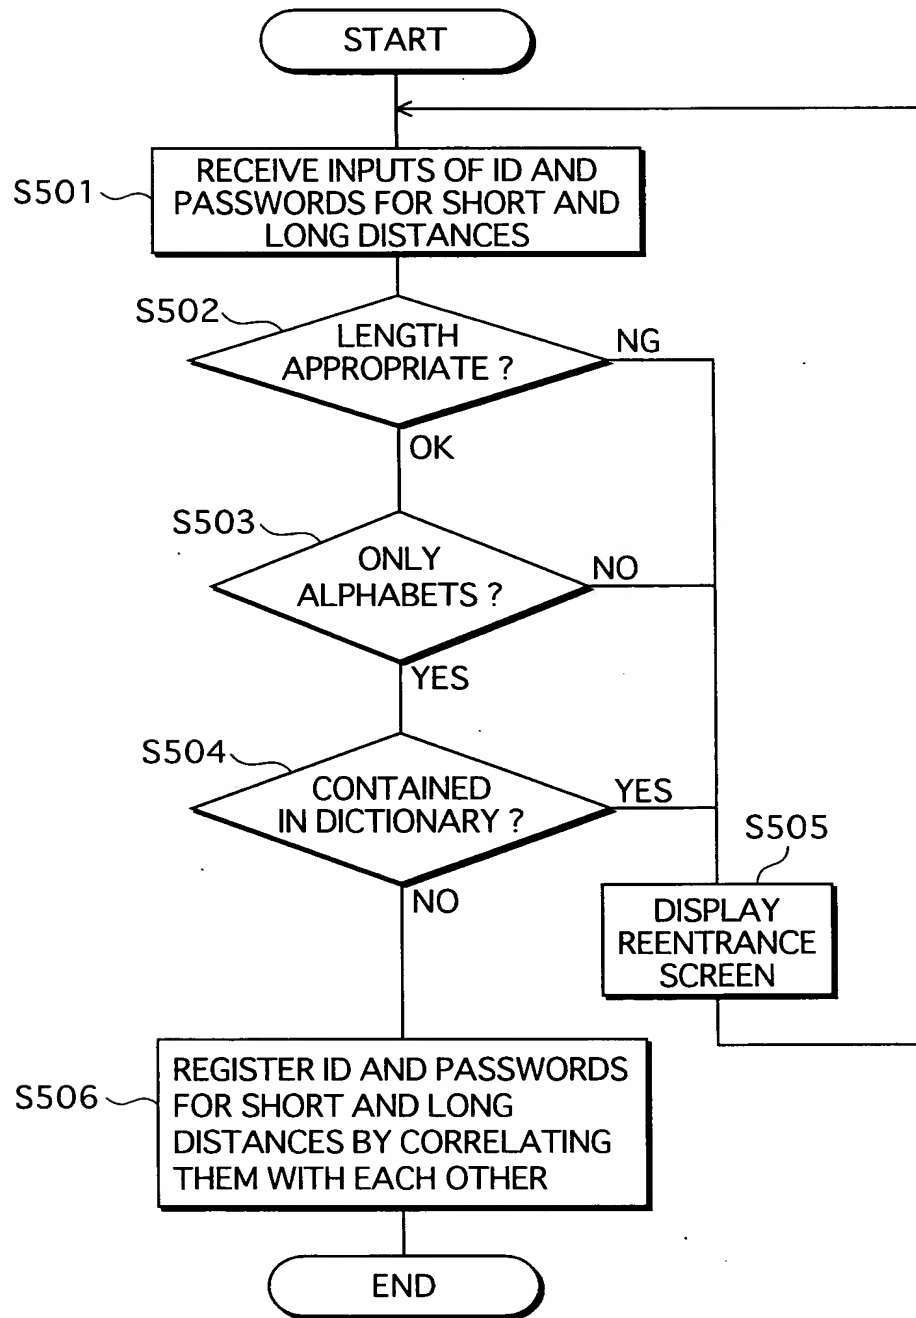 START
S501
RECEIVE INPUTS OF ID AND
PASSWORDS FOR SHORT AND
LONG DISTANCES
S502
LENGTH
APPROPRIATE ?
NG
OK
S503
ONLY
ALPHABETS ?
NO
YES
S504
CONTAINED
IN DICTIONARY ?
YES
NO
S505
DISPLAY
REENTRANCE
SCREEN
S506
REGISTER ID AND PASSWORDS
FOR SHORT AND LONG
DISTANCES BY CORRELATING
THEM WITH EACH OTHER
END